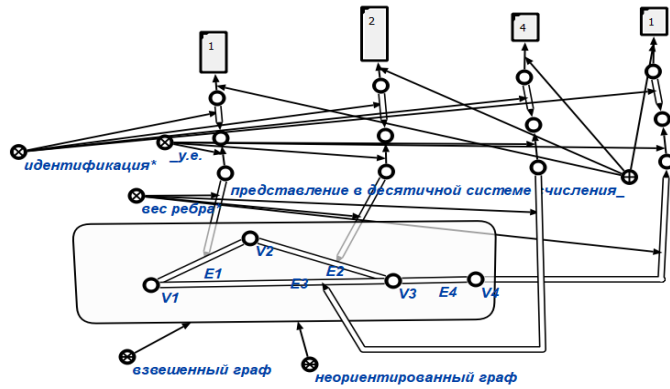 1
2
4
1
идентификация*
_у.е.
представление в десятичной системе счисления_
вес ребра*
V2
E1
E2
E3
V1
V3
E4
V4
взвешенный граф
неориентированный граф